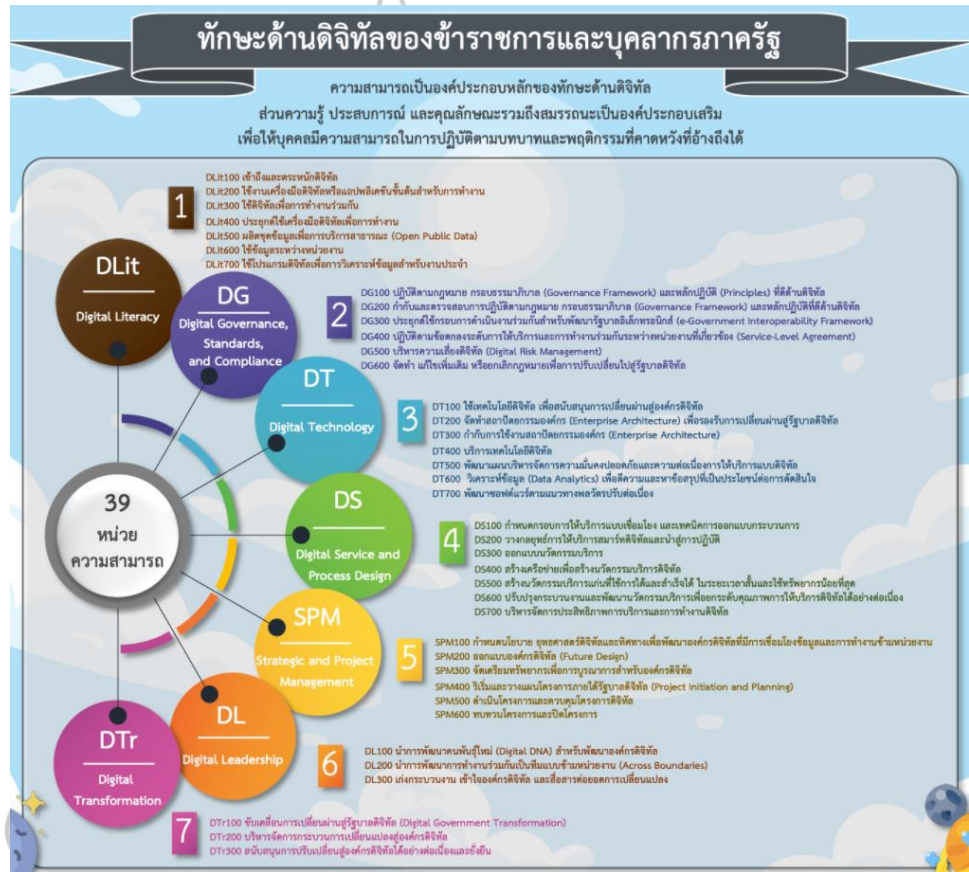 ทักษะด้านดิจิทัลของข้าราชการและบุคลากรภาครัฐ
ความสามารถเป็นองค์ประกอบหลักของทักษะด้านดิจิทัล
ส่วนความรู้ ประสบการณ์ และคุณลักษณะรวมถึงสมรรถนะเป็นองค์ประกอบเสริม
เพื่อให้บุคคลมีความสามารถในการปฏิบัติตามบทบาทและพฤติกรรมที่คาดหวังที่อ้างถึงได้
39
หน่วย
ความสามารถ
DLit
Digital Literacy
1
DLit100 เข้าถึงและตระหนักดิจิทัล
DLit200 ใช้งานเครื่องมือดิจิทัลหรือแอปพลิเคชันขั้นต้นสำหรับการทำงาน
DLit300 ใช้ดิจิทัลเพื่อการทำงานร่วมกัน
DLit400 ประยุกต์ใช้เครื่องมือดิจิทัลเพื่อการทำงาน
DLit500 ผลิตชุดข้อมูลเพื่อการบริการสาธารณะ (Open Public Data)
DLit600 ใช้ข้อมูลระหว่างหน่วยงาน
DLit700 ใช้โปรแกรมดิจิทัลเพื่อการวิเคราะห์ข้อมูลสำหรับงานประจำ
DG
Digital Governance,
Standards,
and Compliance
2
DG100 ปฏิบัติตามกฎหมาย กรอบธรรมาภิบาล (Governance Framework) และหลักปฏิบัติ (Principles) ที่ดีด้านดิจิทัล
DG200 กำกับและตรวจสอบการปฏิบัติตามกฎหมาย กรอบธรรมาภิบาล (Governance Framework) และหลักปฏิบัติที่ดีด้านดิจิทัล
DG300 ประยุกต์ใช้กรอบการดำเนินงานร่วมกันสำหรับพัฒนารัฐบาลอิเล็กทรอนิกส์ (e-Government Interoperability Framework)
DG400 ปฏิบัติตามข้อตกลงระดับการให้บริการและการทำงานร่วมกันระหว่างหน่วยงานที่เกี่ยวข้อง (Service-Level Agreement)
DG500 บริหารความเสี่ยงดิจิทัล (Digital Risk Management)
DG600 จัดทำ แก้ไขเพิ่มเติม หรือยกเลิกกฎหมายเพื่อการปรับเปลี่ยนไปสู่รัฐบาลดิจิทัล
DT
Digital Technology
3
DT100 ใช้เทคโนโลยีดิจิทัล เพื่อสนับสนุนการเปลี่ยนผ่านสู่องค์กรดิจิทัล
DT200 จัดทำสถาปัตยกรรมองค์กร (Enterprise Architecture) เพื่อรองรับการเปลี่ยนผ่านสู่รัฐบาลดิจิทัล
DT300 กำกับการใช้งานสถาปัตยกรรมองค์กร (Enterprise Architecture)
DT400 บริการเทคโนโลยีดิจิทัล
DT500 พัฒนาแผนบริหารจัดการความมั่นคงปลอดภัยและความต่อเนื่องการให้บริการแบบดิจิทัล
DT600 วิเคราะห์ข้อมูล (Data Analytics) เพื่อตีความและหาข้อสรุปที่เป็นประโยชน์ต่อการตัดสินใจ
DT700 พัฒนาซอฟต์แวร์ตามแนวทางพลวัตรปรับต่อเนื่อง
DS
Digital Service and
Process Design
4
DS100 กำหนดกรอบการให้บริการแบบเชื่อมโยง และเทคนิคการออกแบบกระบวนการ
DS200 วางกลยุทธ์การให้บริการสมาร์ทดิจิทัลและนำสู่การปฏิบัติ
DS300 ออกแบบนวัตกรรมบริการ
DS400 สร้างเครือข่ายเพื่อสร้างนวัตกรรมบริการดิจิทัล
DS500 สร้างนวัตกรรมบริการแก่นที่ใช้การได้และสำเร็จได้ ในระยะเวลาสั้นและใช้ทรัพยากรน้อยที่สุด
DS600 ปรับปรุงกระบวนงานและพัฒนานวัตกรรมบริการเพื่อยกระดับคุณภาพการให้บริการดิจิทัลได้อย่างต่อเนื่อง
DS700 บริหารจัดการประสิทธิภาพการบริการและการทำงานดิจิทัล
SPM
Strategic and Project
Management
5
SPM100 กำหนดนโยบาย ยุทธศาสตร์ดิจิทัลและทิศทางเพื่อพัฒนาองค์กรดิจิทัลที่มีการเชื่อมโยงข้อมูลและการทำงานข้ามหน่วยงาน
SPM200 ออกแบบองค์กรดิจิทัล (Future Design)
SPM300 จัดเตรียมทรัพยากรเพื่อการบูรณาการสำหรับองค์กรดิจิทัล
SPM400 ริเริ่มและวางแผนโครงการภายใต้รัฐบาลดิจิทัล (Project Initiation and Planning)
SPM500 ดำเนินโครงการและควบคุมโครงการดิจิทัล
SPM600 ทบทวนโครงการและปิดโครงการ
DL
Digital Leadership
6
DL100 นำการพัฒนาคนพันธุ์ใหม่ (Digital DNA) สำหรับพัฒนาองค์กรดิจิทัล
DL200 นำการพัฒนาการทำงานร่วมกันเป็นทีมแบบข้ามหน่วยงาน (Across Boundaries)
DL300 เก่งกระบวนงาน เข้าใจองค์กรดิจิทัล และสื่อสารต่อยอดการเปลี่ยนแปลง
DTr
Digital
Transformation
7
DTr100 ขับเคลื่อนการเปลี่ยนผ่านสู่รัฐบาลดิจิทัล (Digital Government Transformation)
DTr200 บริหารจัดการกระบวนการเปลี่ยนแปลงสู่องค์กรดิจิทัล
DTr300 สนับสนุนการปรับเปลี่ยนสู่องค์กรดิจิทัลได้อย่างต่อเนื่องและยั่งยืน